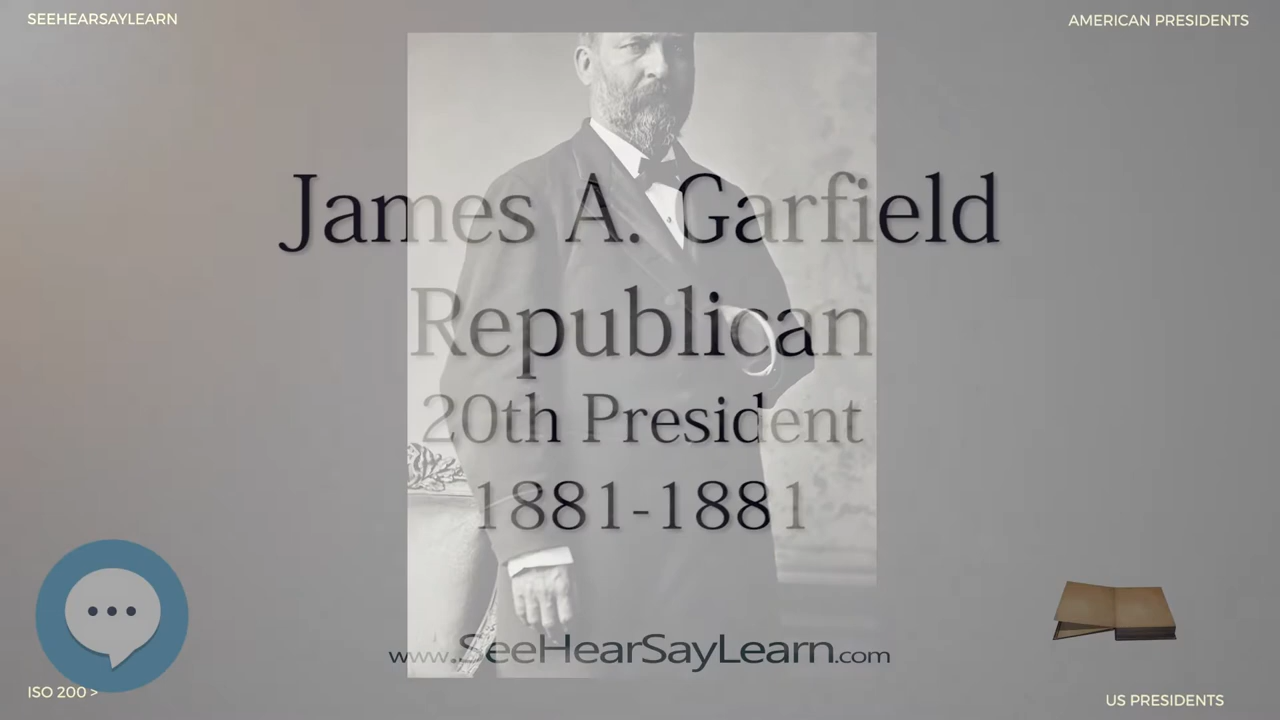 SEEHEARSAYLEARN
AMERICAN PRESIDENTS
James A. Garfield
Republican
20th President
1881-1881
www.SeeHearSayLearn.com
ISO 200 >
US PRESIDENTS